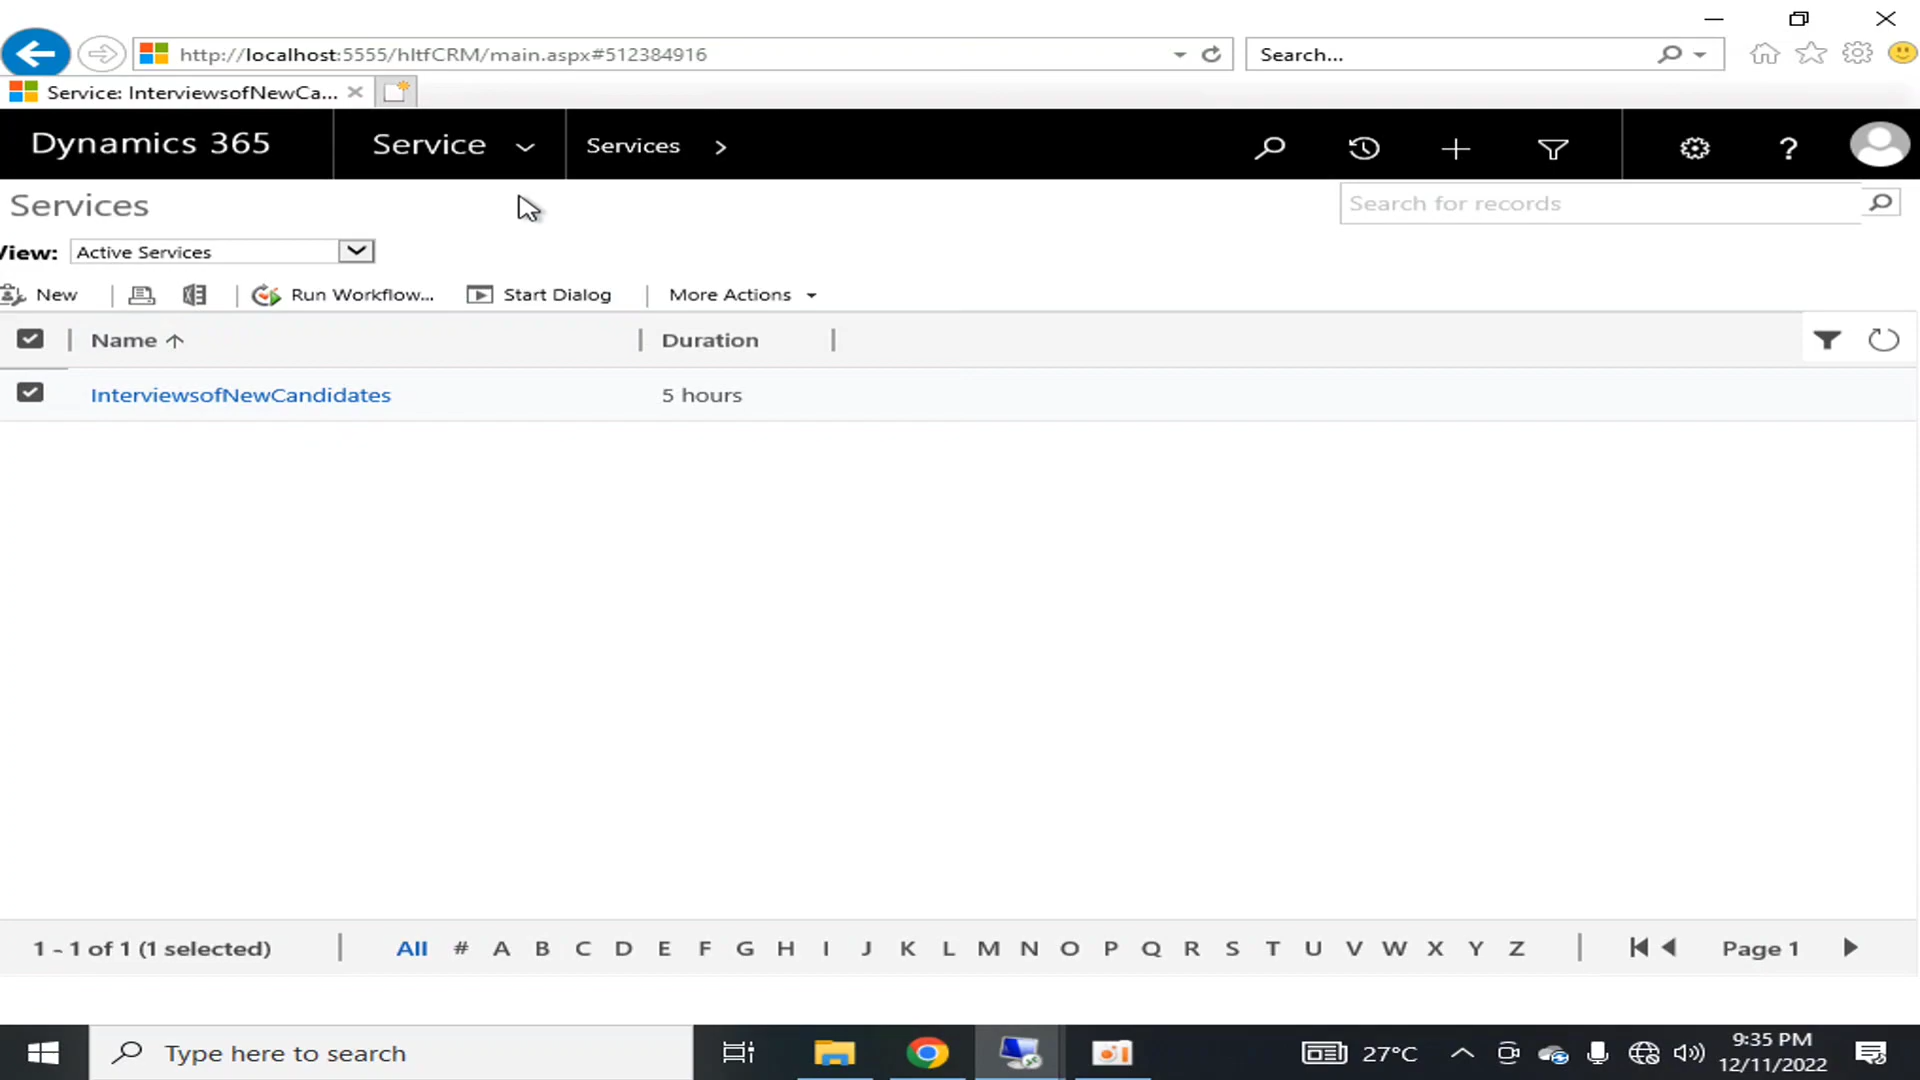 http://localhost:5555/hltfCRM/main.aspx#512384916
Search...
Service: InterviewsofNewCa...
Dynamics 365
Service
Services
?
Services
Search for records
View:
Active Services
New
Run Workflow...
Start Dialog
More Actions
Name
Duration
InterviewsofNewCandidates
5 hours
1 - 1 of 1 (1 selected)
All # A B C D E F G H I J K L M N O P Q R S T U V W X Y Z
Page 1
Type here to search
27°C
9:35 PM
12/11/2022